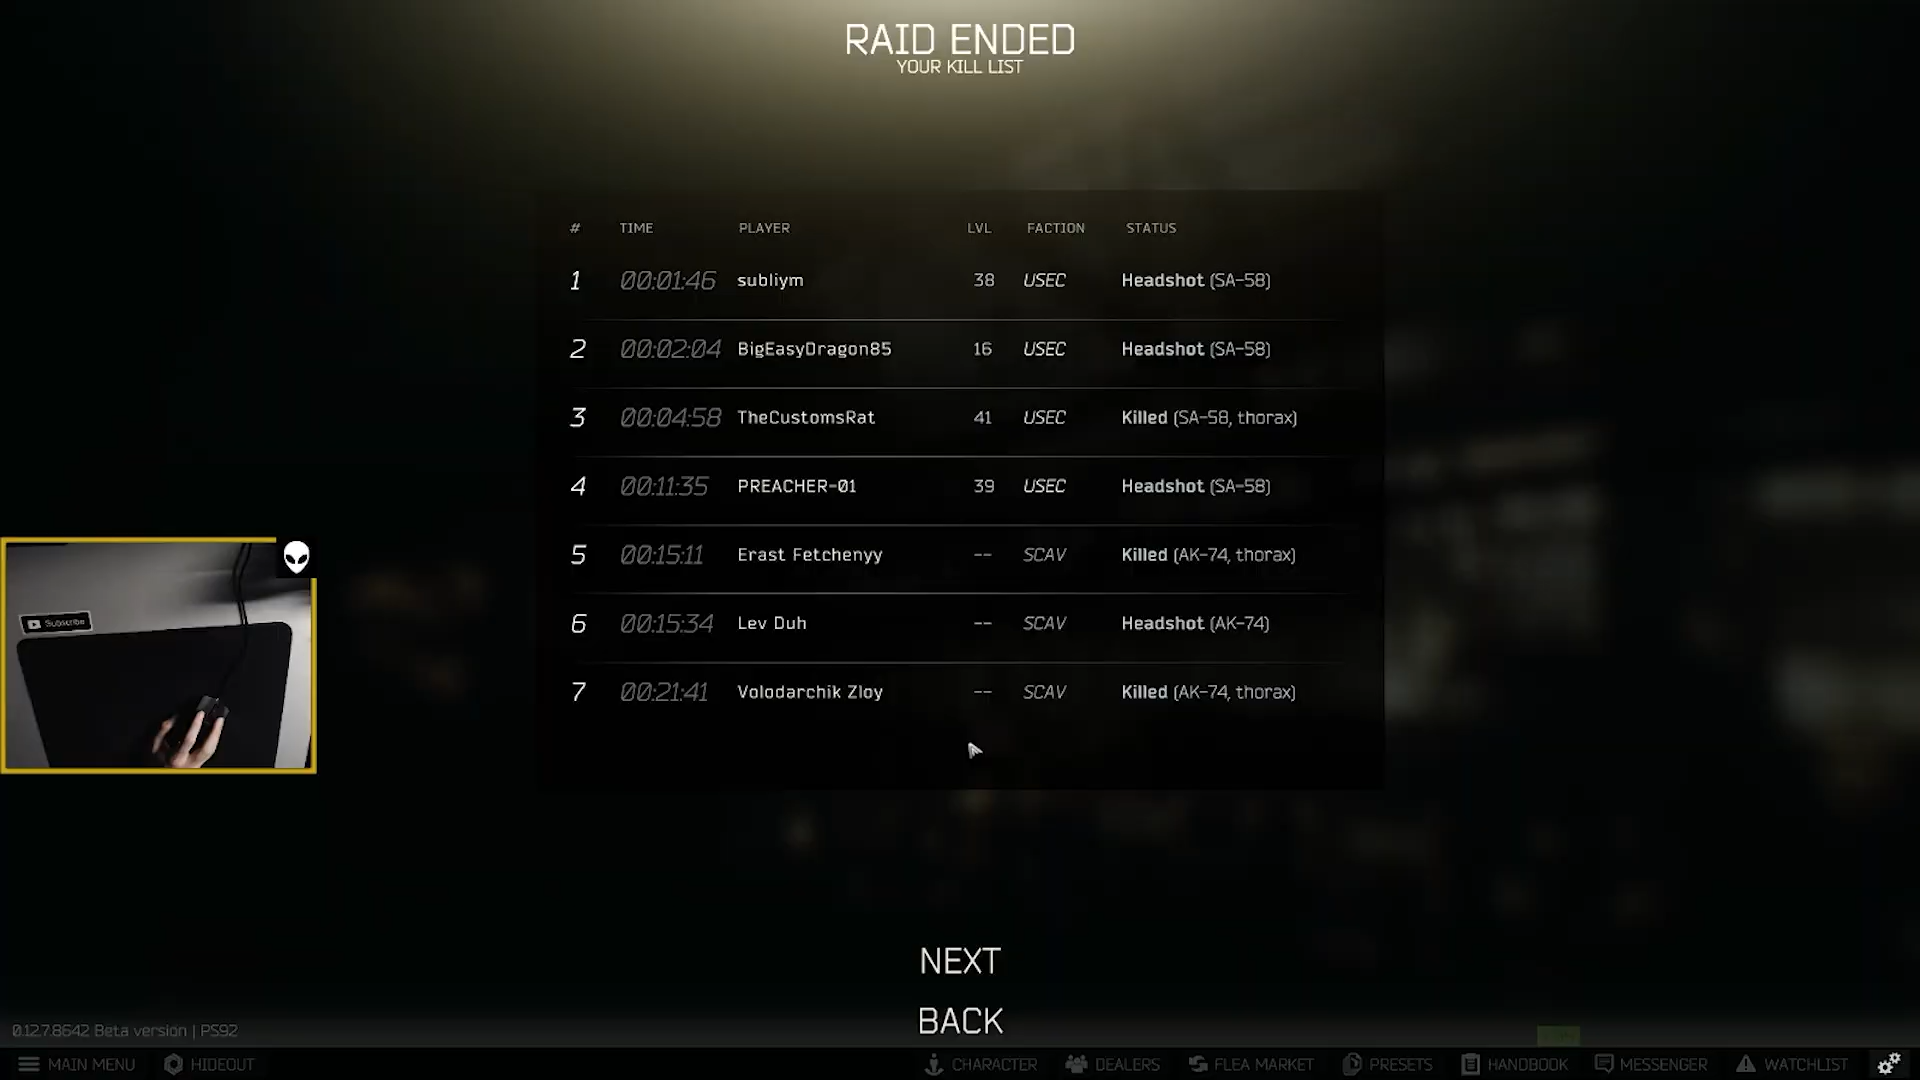 RAID ENDED
YOUR KILL LIST
# TIME PLAYER LVL FACTION STATUS
1 00:01:46 subliym 38 USEC Headshot (SA-58)
2 00:02:04 BigEasyDragon85 16 USEC Headshot (SA-58)
3 00:04:58 TheCustomsRat 41 USEC Killed (SA-58, thorax)
4 00:11:35 PREACHER-01 39 USEC Headshot (SA-58)
5 00:15:11 Erast Fetchenyy -- SCAV Killed (AK-74, thorax)
6 00:15:34 Lev Duh -- SCAV Headshot (AK-74)
7 00:21:41 Volodarchik Zloy -- SCAV Killed (AK-74, thorax)
Subscribe
NEXT
BACK
0.12.7.8642 Beta version | PS92
MAIN MENU HIDEOUT CHARACTER DEALERS FLEA MARKET PRESETS HANDBOOK MESSENGER WATCHLIST